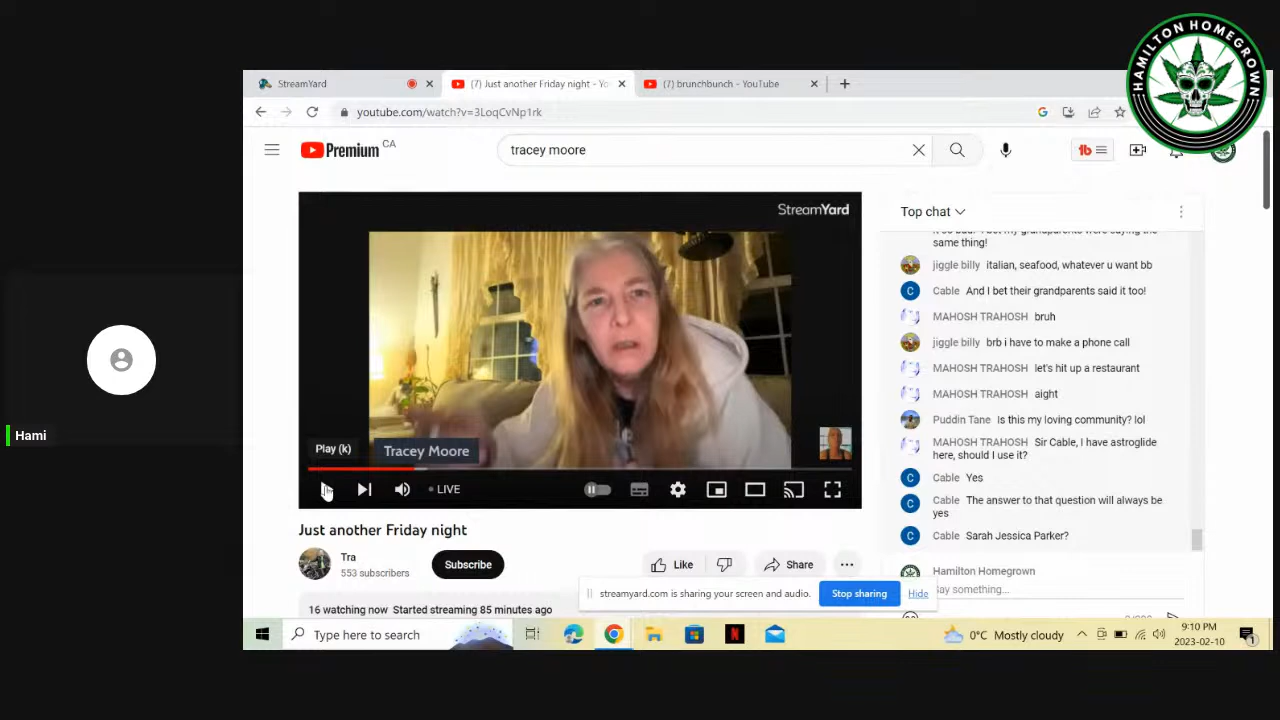 HAMILTON HOMEGROWN
StreamYard
(7) Just another Friday night - Yo
(7) brunchbunch - YouTube
youtube.com/watch?v=3LoqCvNp1rk
Premium CA
tracey moore
StreamYard
Top chat
same thing!
jiggle billy italian, seafood, whatever u want bb
Cable And I bet their grandparents said it too!
MAHOSH TRAHOSH bruh
jiggle billy brb i have to make a phone call
MAHOSH TRAHOSH let's hit up a restaurant
MAHOSH TRAHOSH aight
Puddin Tane Is this my loving community? lol
MAHOSH TRAHOSH Sir Cable, I have astroglide
here, should I use it?
Cable Yes
Cable The answer to that question will always be
yes
Cable Sarah Jessica Parker?
Hamilton Homegrown
Say something...
Hami
Play (k)
Tracey Moore
LIVE
Just another Friday night
Tra
553 subscribers
Subscribe
Like
Share
streamyard.com is sharing your screen and audio.
Stop sharing
Hide
16 watching now Started streaming 85 minutes ago
Type here to search
0°C Mostly cloudy
9:10 PM
2023-02-10